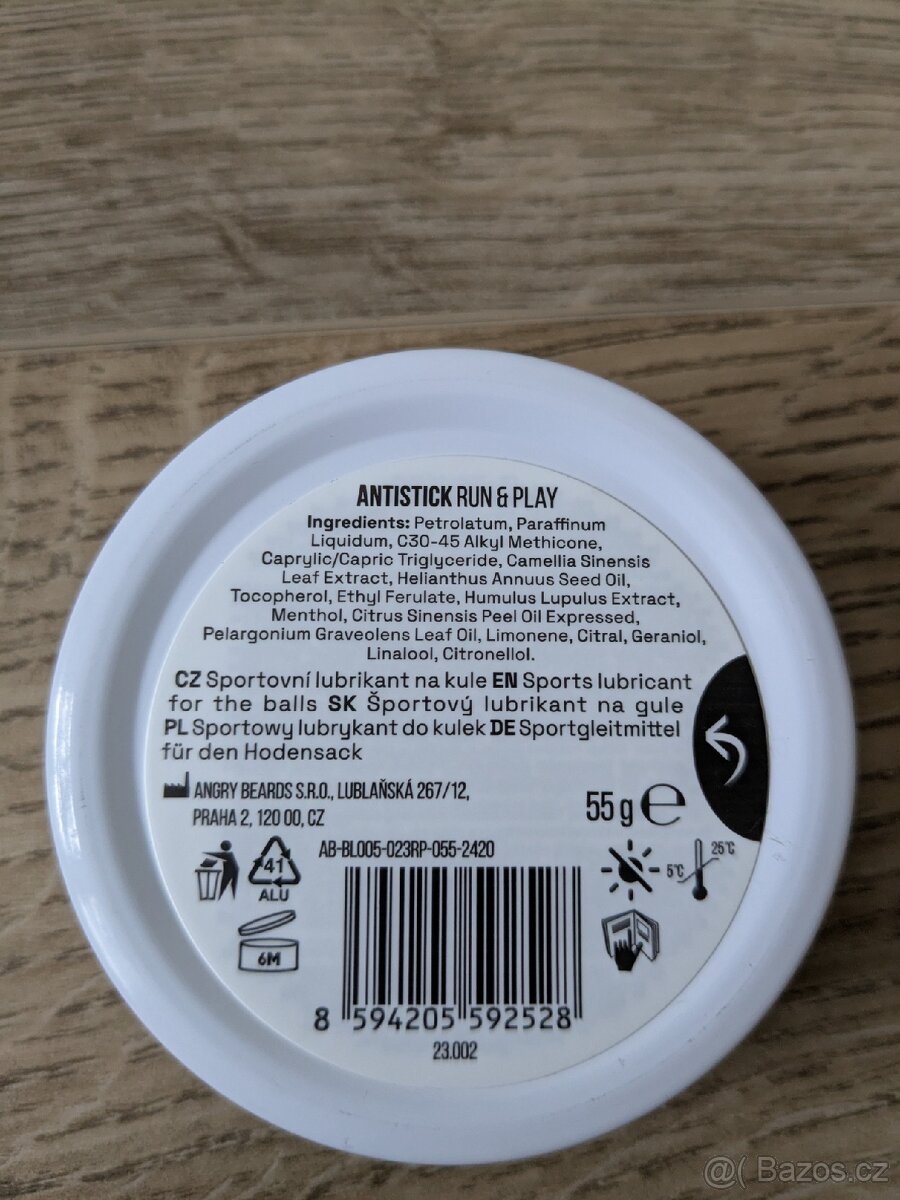 ANTISTICK RUN & PLAY
Ingredients: Petrolatum, Paraffinum
Liquidum, C30-45 Alkyl Methicone,
Caprylic/Capric Triglyceride, Camellia Sinensis
Leaf Extract, Helianthus Annuus Seed Oil,
Tocopherol, Ethyl Ferulate, Humulus Lupulus Extract,
Menthol, Citrus Sinensis Peel Oil Expressed,
Pelargonium Graveolens Leaf Oil, Limonene, Citral, Geraniol,
Linalool, Citronellol.
CZ Sportovní lubrikant na kule EN Sports lubricant
for the balls SK Športový lubrikant na gule
PL Sportowy lubrykant do kulek DE Sportgleitmittel
für den Hodensack
ANGRY BEARDS S.R.O., LUBLAŇSKÁ 267/12,
PRAHA 2, 120 00, CZ
55 g ℮
AB-BL005-023RP-055-2420
41
ALU
5°C 25°C
6M
8 594205 592528
23.002
@( Bazos.cz